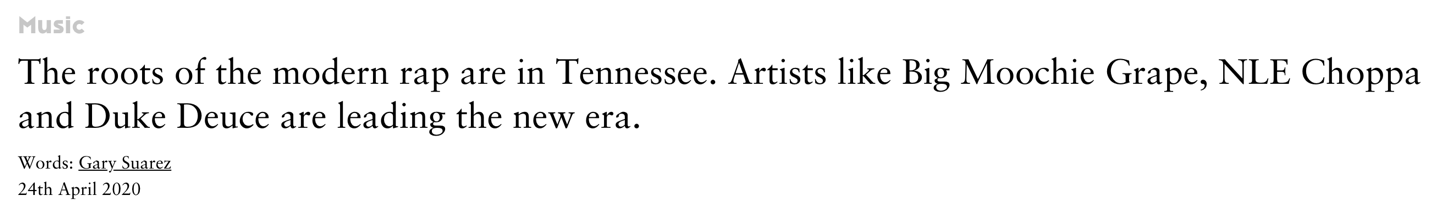 Music
The roots of the modern rap are in Tennessee. Artists like Big Moochie Grape, NLE Choppa
and Duke Deuce are leading the new era.
Words: Gary Suarez
24th April 2020